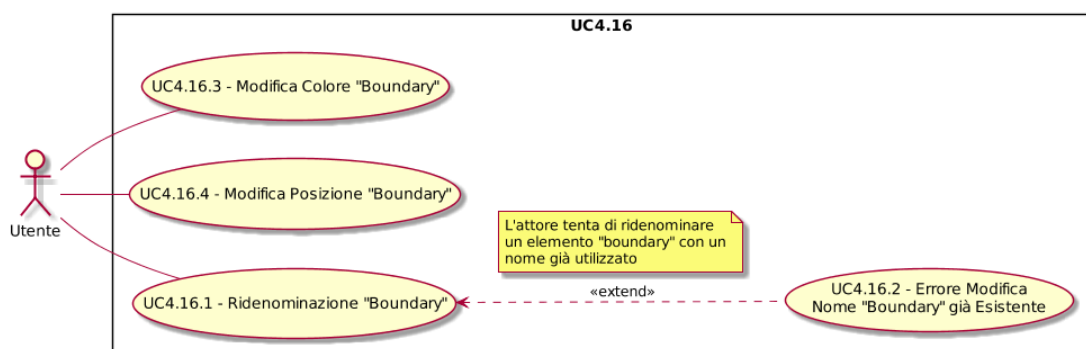 UC4.16
UC4.16.3 - Modifica Colore "Boundary"
UC4.16.4 - Modifica Posizione "Boundary"
Utente
L'attore tenta di ridenominare
un elemento "boundary" con un
nome già utilizzato
UC4.16.1 - Ridenominazione "Boundary"
«extend»
UC4.16.2 - Errore Modifica
Nome "Boundary" già Esistente